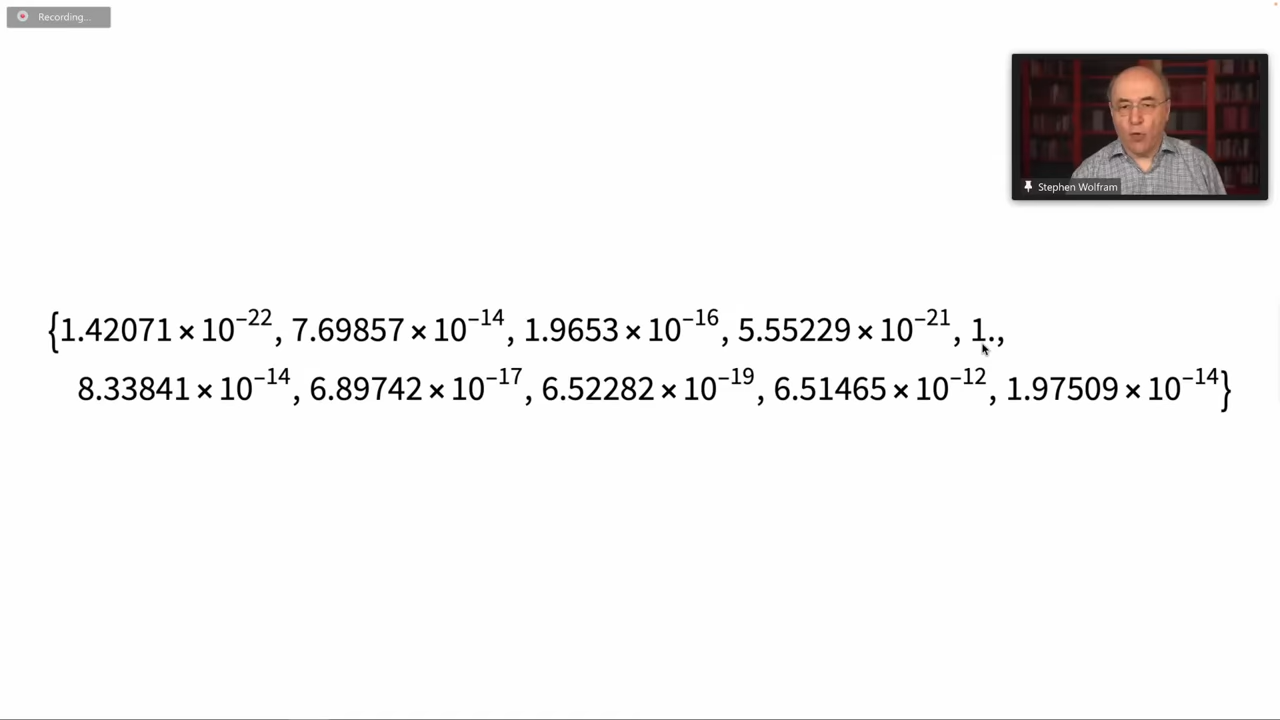 Recording...
Stephen Wolfram
{1.42071 × 10⁻²², 7.69857 × 10⁻¹⁴, 1.9653 × 10⁻¹⁶, 5.55229 × 10⁻²¹, 1.,
8.33841 × 10⁻¹⁴, 6.89742 × 10⁻¹⁷, 6.52282 × 10⁻¹⁹, 6.51465 × 10⁻¹², 1.97509 × 10⁻¹⁴}